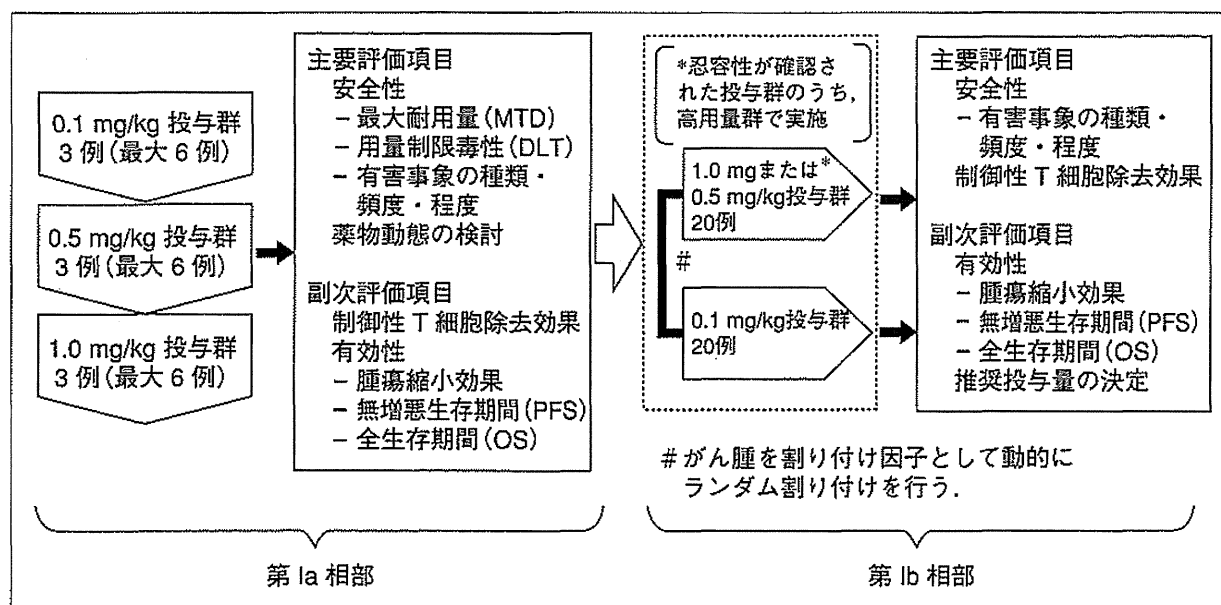 0.1 mg/kg 投与群
3 例(最大 6 例)
0.5 mg/kg 投与群
3 例(最大 6 例)
1.0 mg/kg 投与群
3 例(最大 6 例)
主要評価項目
安全性
– 最大耐用量(MTD)
– 用量制限毒性(DLT)
– 有害事象の種類・
頻度・程度
薬物動態の検討
副次評価項目
制御性 T 細胞除去効果
有効性
– 腫瘍縮小効果
– 無増悪生存期間(PFS)
– 全生存期間(OS)
*忍容性が確認さ
れた投与群のうち,
高用量群で実施
1.0 mgまたは*
0.5 mg/kg投与群
20例
#
0.1 mg/kg投与群
20例
主要評価項目
安全性
– 有害事象の種類・
頻度・程度
制御性 T 細胞除去効果
副次評価項目
有効性
– 腫瘍縮小効果
– 無増悪生存期間(PFS)
– 全生存期間(OS)
推奨投与量の決定
# がん腫を割り付け因子として動的に
ランダム割り付けを行う.
第 Ia 相部
第 Ib 相部